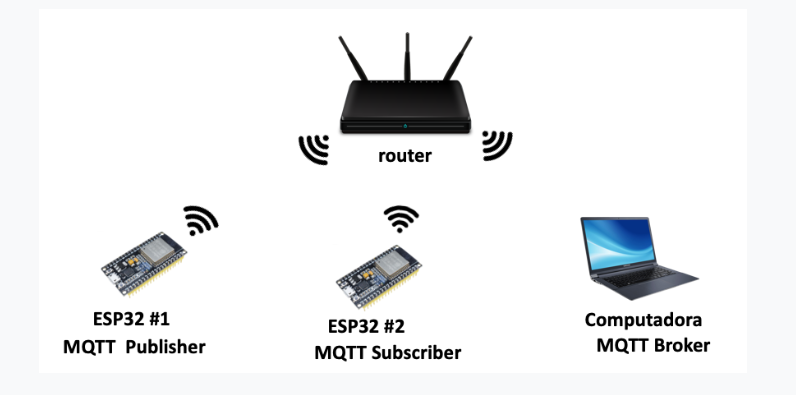 router
ESP32 #1
MQTT Publisher
ESP32 #2
MQTT Subscriber
Computadora
MQTT Broker